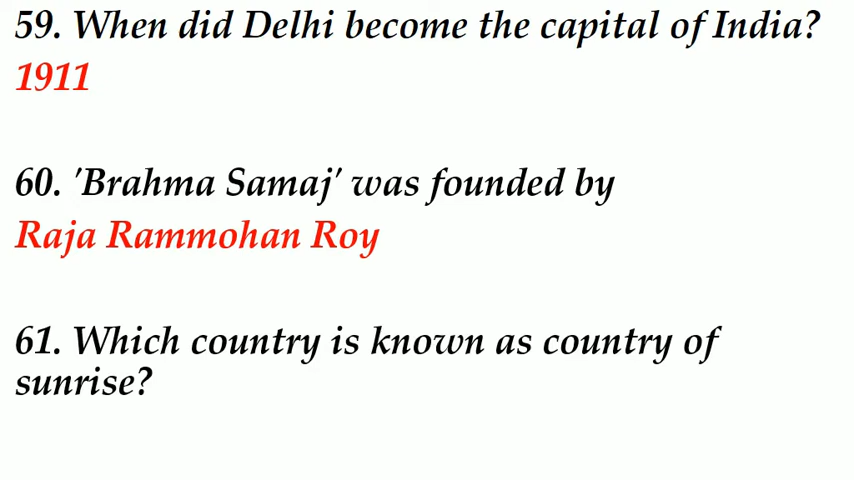 59. When did Delhi become the capital of India?
1911
60. 'Brahma Samaj' was founded by
Raja Rammohan Roy
61. Which country is known as country of
sunrise?